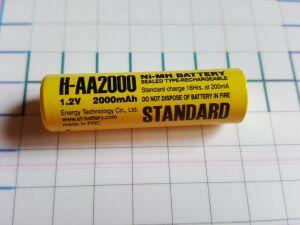 H-AA2000
1.2V 2000mAh
Energy Technology Co., Ltd.
made in PRC
Ni-MH BATTERY
SEALED TYPE-RECHARGEABLE
Standard charge 16Hrs. at 200mA
DO NOT DISPOSE OF BATTERY IN FIRE
STANDARD